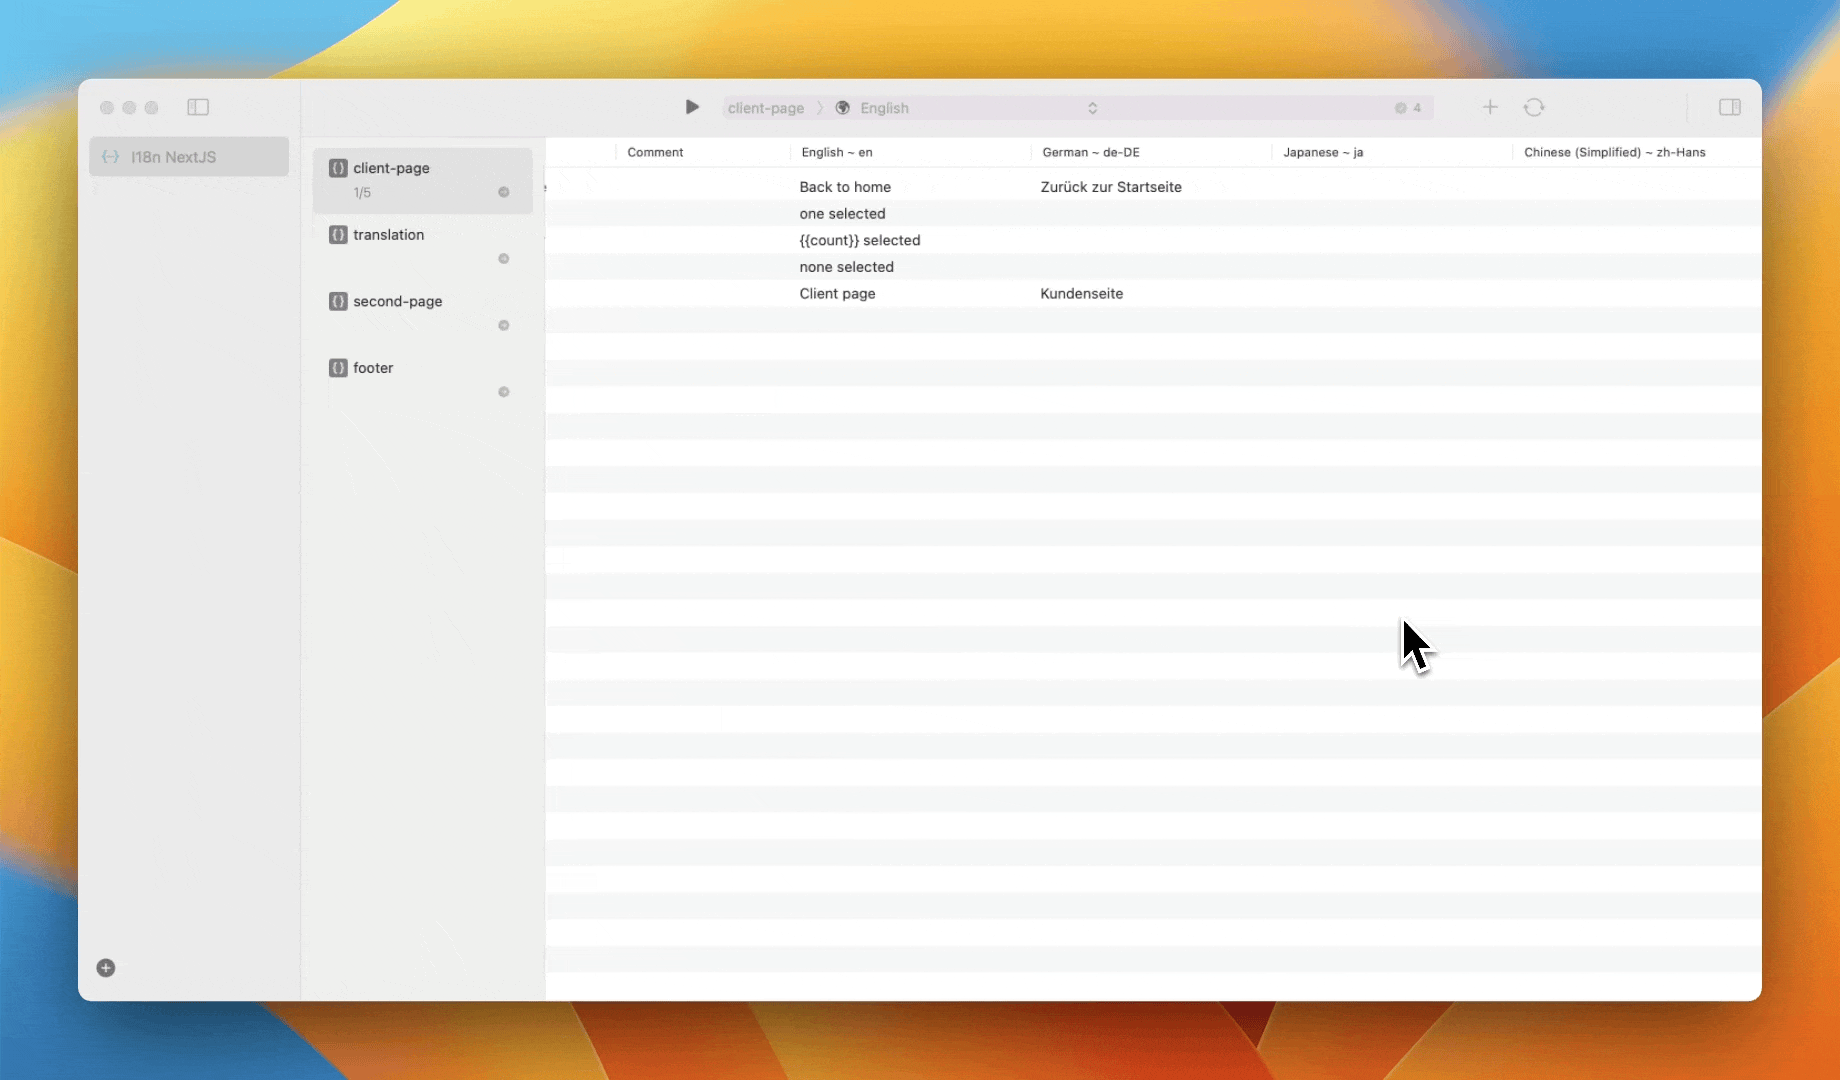 client-page 〉 English 4
I18n NextJS
client-page
1/5
translation
second-page
footer
Comment English ~ en German ~ de-DE Japanese ~ ja Chinese (Simplified) ~ zh-Hans
Back to home Zurück zur Startseite
one selected
{{count}} selected
none selected
Client page Kundenseite